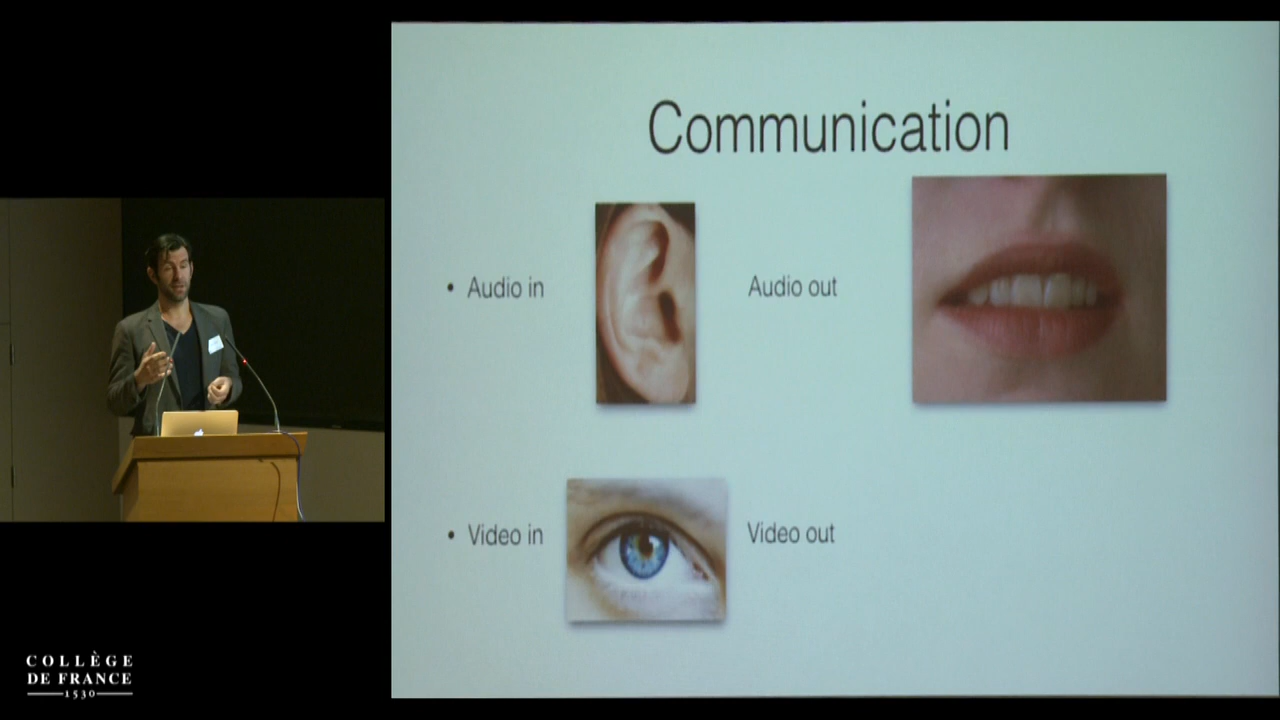 Communication
• Audio in
Audio out
• Video in
Video out
COLLÈGE
DE FRANCE
1530